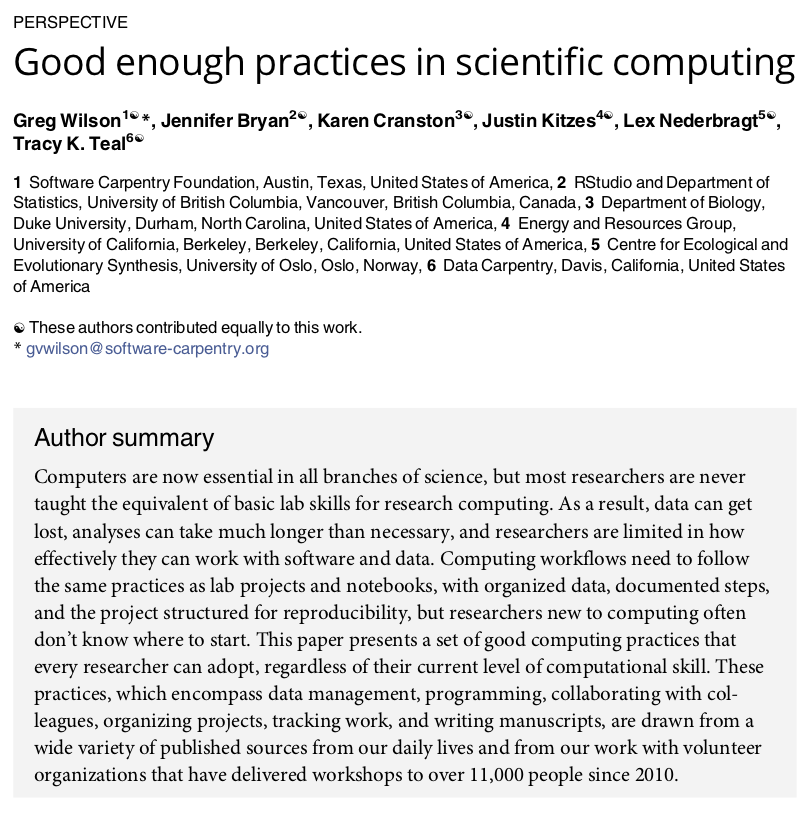 PERSPECTIVE
Good enough practices in scientific computing
Greg Wilson1☯*, Jennifer Bryan2☯, Karen Cranston3☯, Justin Kitzes4☯, Lex Nederbragt5☯,
Tracy K. Teal6☯
1 Software Carpentry Foundation, Austin, Texas, United States of America, 2 RStudio and Department of
Statistics, University of British Columbia, Vancouver, British Columbia, Canada, 3 Department of Biology,
Duke University, Durham, North Carolina, United States of America, 4 Energy and Resources Group,
University of California, Berkeley, Berkeley, California, United States of America, 5 Centre for Ecological and
Evolutionary Synthesis, University of Oslo, Oslo, Norway, 6 Data Carpentry, Davis, California, United States
of America
☯ These authors contributed equally to this work.
* gvwilson@software-carpentry.org
Author summary
Computers are now essential in all branches of science, but most researchers are never
taught the equivalent of basic lab skills for research computing. As a result, data can get
lost, analyses can take much longer than necessary, and researchers are limited in how
effectively they can work with software and data. Computing workflows need to follow
the same practices as lab projects and notebooks, with organized data, documented steps,
and the project structured for reproducibility, but researchers new to computing often
don't know where to start. This paper presents a set of good computing practices that
every researcher can adopt, regardless of their current level of computational skill. These
practices, which encompass data management, programming, collaborating with col-
leagues, organizing projects, tracking work, and writing manuscripts, are drawn from a
wide variety of published sources from our daily lives and from our work with volunteer
organizations that have delivered workshops to over 11,000 people since 2010.